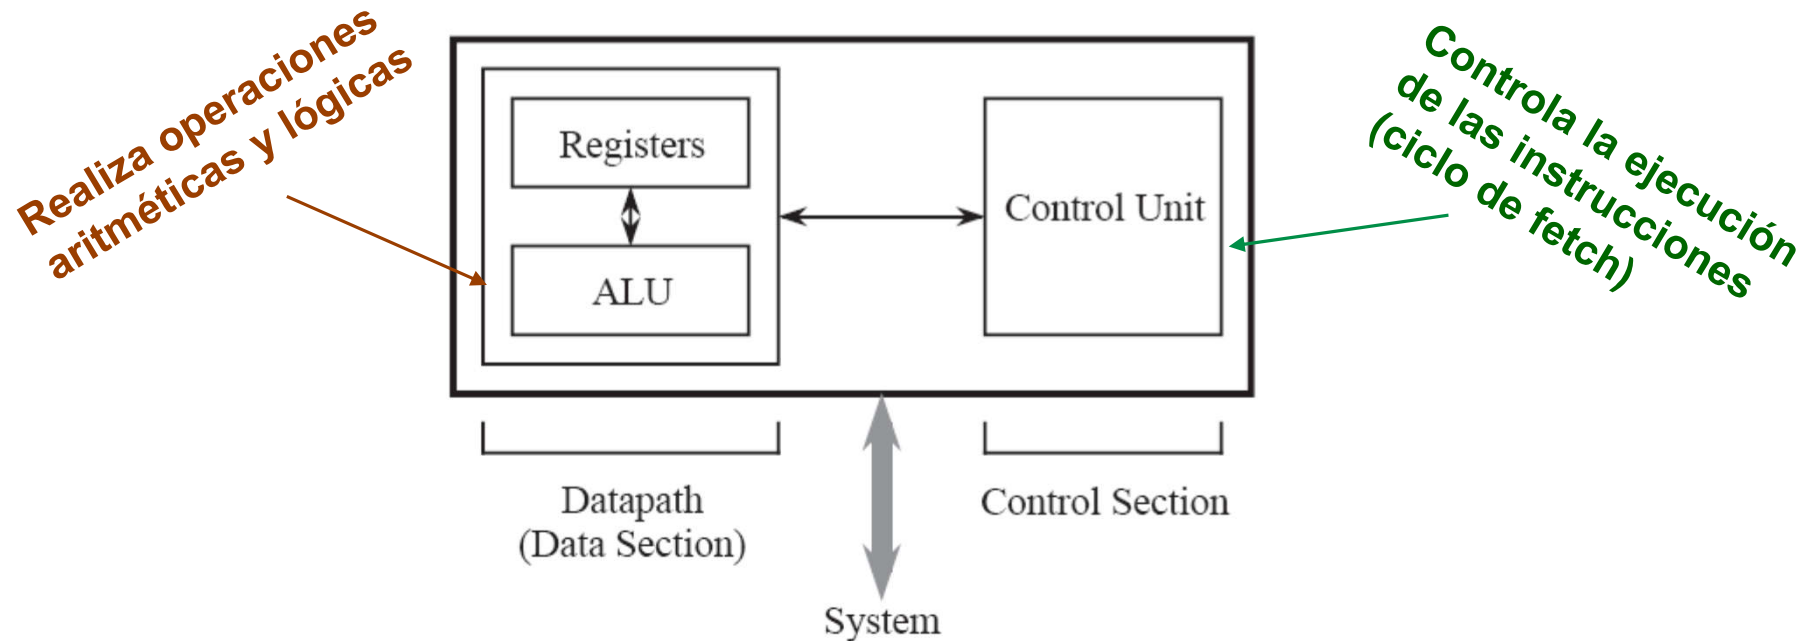 Realiza operaciones
aritméticas y lógicas
Registers
ALU
Control Unit
Controla la ejecución
de las instrucciones
(ciclo de fetch)
Datapath
(Data Section)
Control Section
System